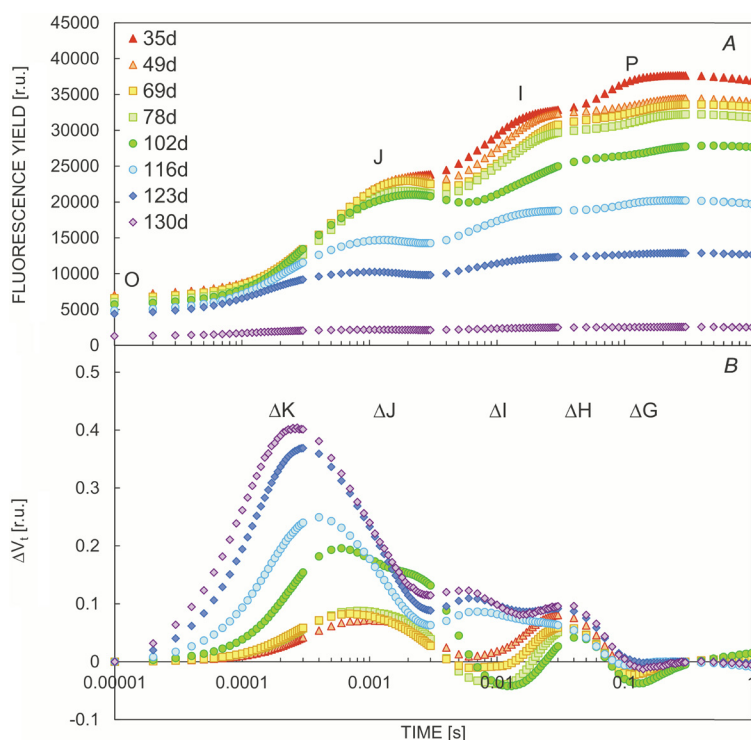 A
45000
40000
35000
30000
25000
20000
15000
10000
5000
0
FLUORESCENCE YIELD [r.u.]
35d
49d
69d
78d
102d
116d
123d
130d
O
J
I
P
B
0.5
0.4
0.3
0.2
0.1
0
-0.1
ΔVt [r.u.]
ΔK
ΔJ
ΔI
ΔH
ΔG
0.00001
0.0001
0.001
0.01
0.1
1
TIME [s]